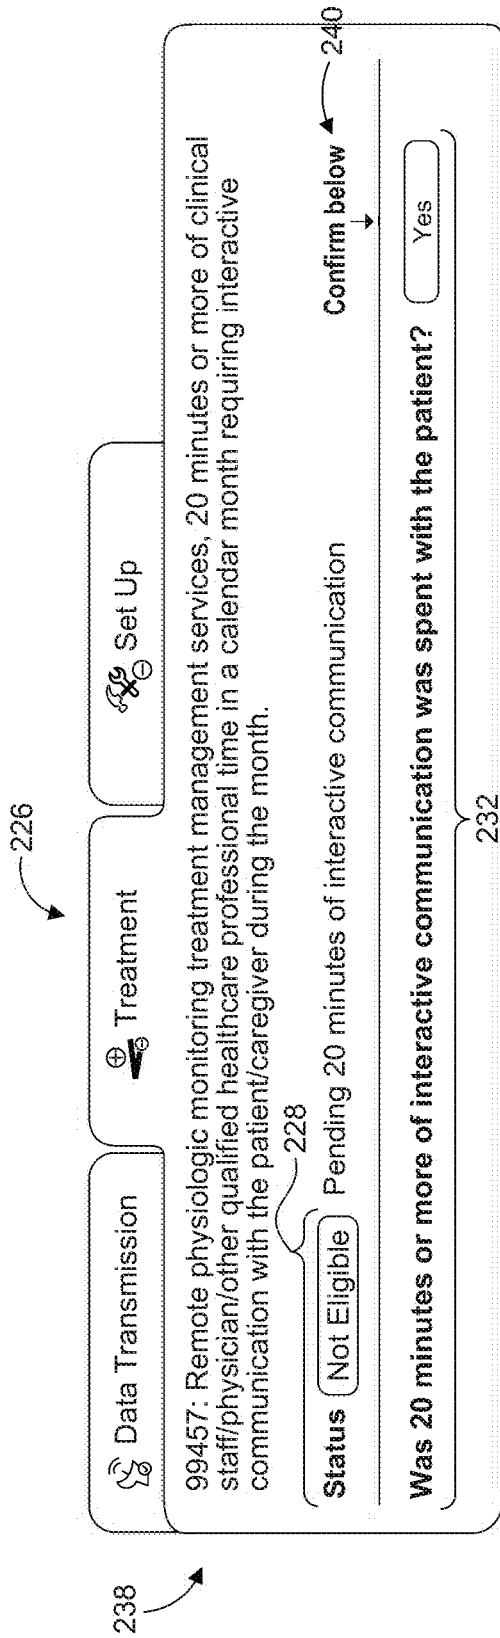 226
238
Data Transmission
Treatment
Set Up
99457: Remote physiologic monitoring treatment management services, 20 minutes or more of clinical
staff/physician/other qualified healthcare professional time in a calendar month requiring interactive
communication with the patient/caregiver during the month.
228
240
Status Not Eligible Pending 20 minutes of interactive communication Confirm below
Was 20 minutes or more of interactive communication was spent with the patient? Yes
232